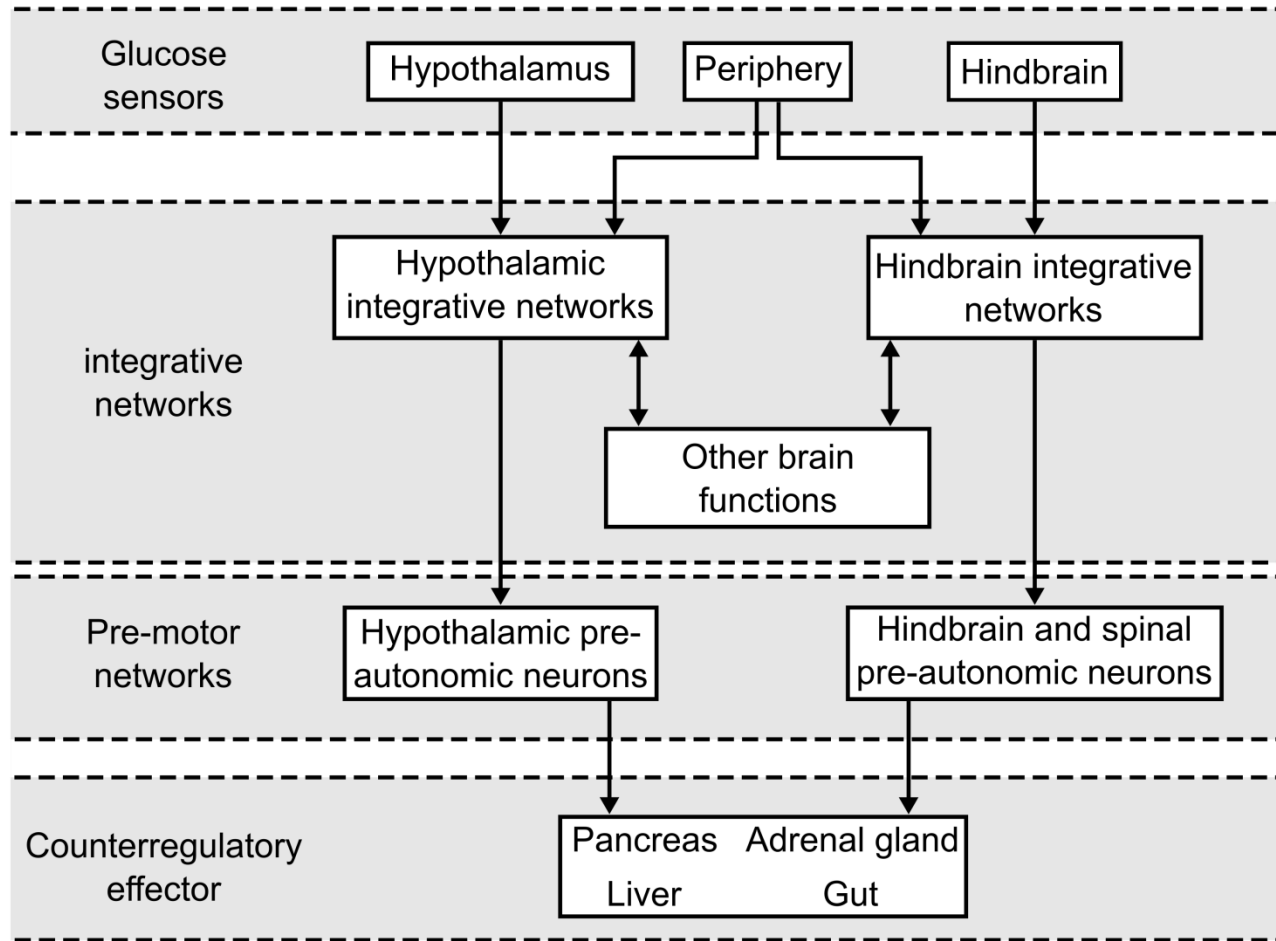 Glucose
sensors
Hypothalamus
Periphery
Hindbrain
integrative
networks
Hypothalamic
integrative networks
Hindbrain integrative
networks
Other brain
functions
Pre-motor
networks
Hypothalamic pre-
autonomic neurons
Hindbrain and spinal
pre-autonomic neurons
Counterregulatory
effector
Pancreas Adrenal gland
Liver Gut